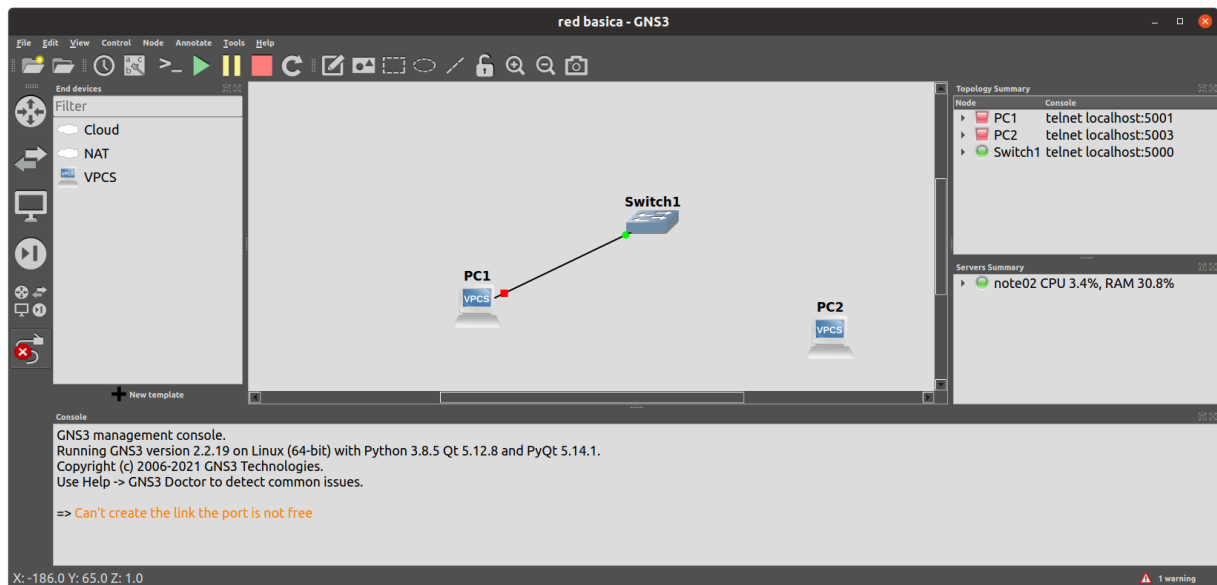 red basica - GNS3
File Edit View Control Node Annotate Tools Help
End devices
Filter
Cloud
NAT
VPCS
New template
Switch1
PC1
VPCS
PC2
VPCS
Topology Summary
Node Console
PC1 telnet localhost:5001
PC2 telnet localhost:5003
Switch1 telnet localhost:5000
Servers Summary
note02 CPU 3.4%, RAM 30.8%
Console
GNS3 management console.
Running GNS3 version 2.2.19 on Linux (64-bit) with Python 3.8.5 Qt 5.12.8 and PyQt 5.14.1.
Copyright (c) 2006-2021 GNS3 Technologies.
Use Help -> GNS3 Doctor to detect common issues.
=> Can't create the link the port is not free
X: -186.0 Y: 65.0 Z: 1.0
1 warning